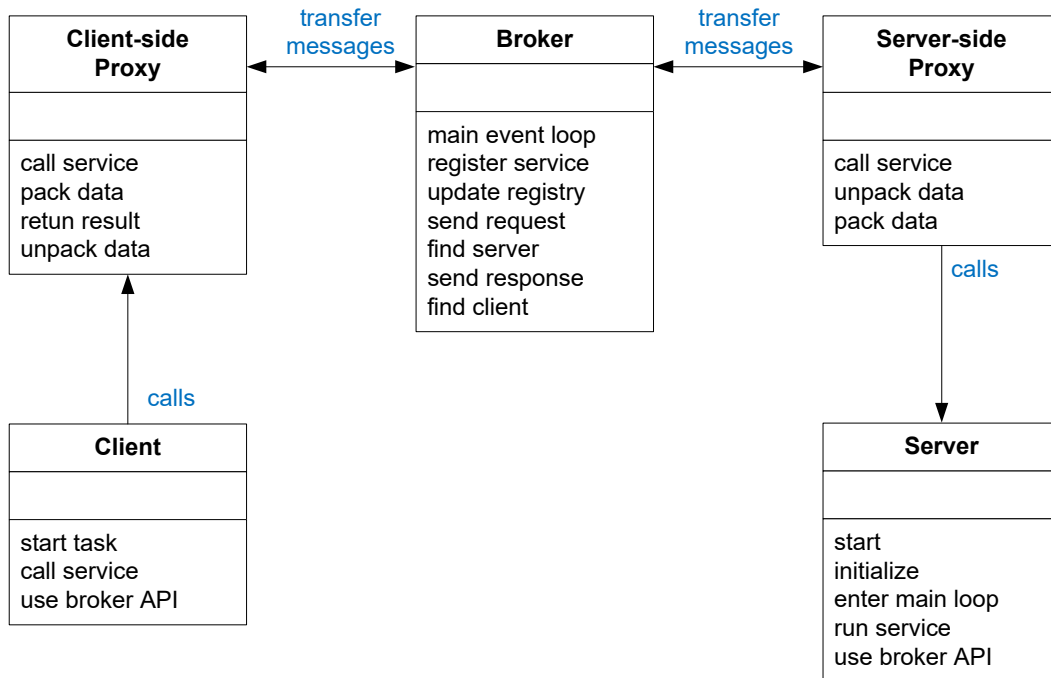 Client-side
Proxy
call service
pack data
retun result
unpack data
transfer
messages
Broker
main event loop
register service
update registry
send request
find server
send response
find client
transfer
messages
Server-side
Proxy
call service
unpack data
pack data
calls
calls
Client
start task
call service
use broker API
Server
start
initialize
enter main loop
run service
use broker API